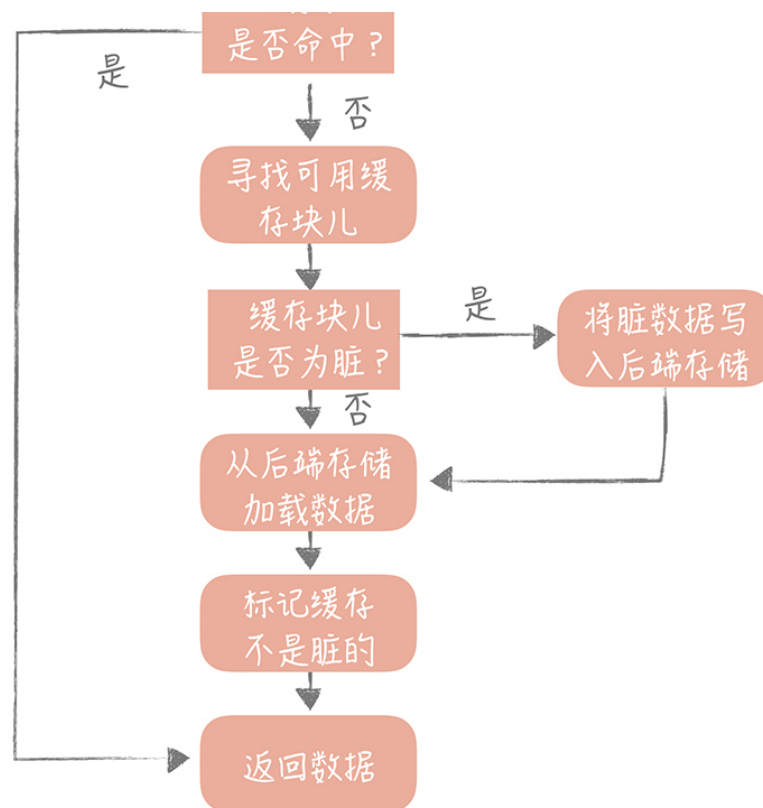 是否命中？
是
否
寻找可用缓
存块儿
缓存块儿
是否为脏？
是
将脏数据写
入后端存储
否
从后端存储
加载数据
标记缓存
不是脏的
返回数据